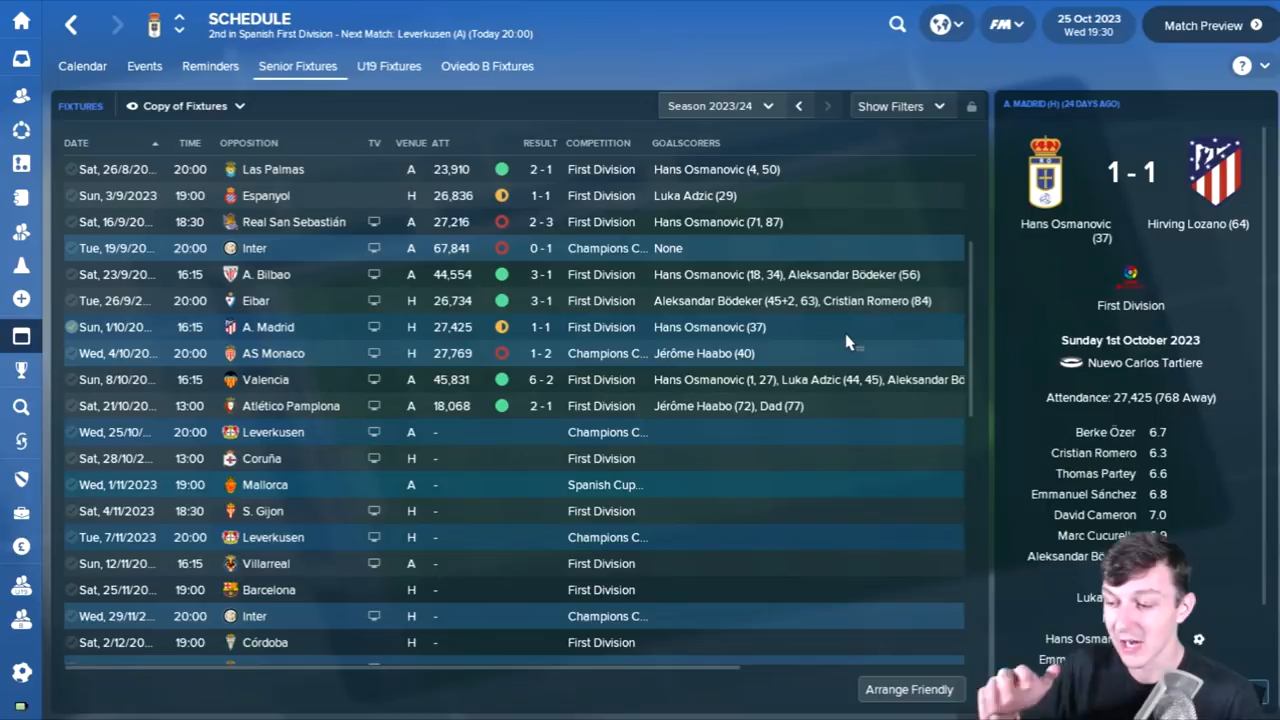 SCHEDULE
2nd in Spanish First Division - Next Match: Leverkusen (A) (Today 20:00)
FM
25 Oct 2023
Wed 19:30
Match Preview
Calendar Events Reminders Senior Fixtures U19 Fixtures Oviedo B Fixtures
?
FIXTURES Copy of Fixtures Season 2023/24 Show Filters
DATE TIME OPPOSITION TV VENUE ATT RESULT COMPETITION GOALSCORERS
Sat, 26/8/20... 20:00 Las Palmas A 23,910 2 - 1 First Division Hans Osmanovic (4, 50)
Sun, 3/9/2023 19:00 Espanyol H 26,836 1 - 1 First Division Luka Adzic (29)
Sat, 16/9/20... 18:30 Real San Sebastián A 27,216 2 - 3 First Division Hans Osmanovic (71, 87)
Tue, 19/9/20... 20:00 Inter A 67,841 0 - 1 Champions C... None
Sat, 23/9/20... 16:15 A. Bilbao A 44,554 3 - 1 First Division Hans Osmanovic (18, 34), Aleksandar Bödeker (56)
Tue, 26/9/2... 20:00 Eibar H 26,734 3 - 1 First Division Aleksandar Bödeker (45+2, 63), Cristian Romero (84)
Sun, 1/10/20... 16:15 A. Madrid H 27,425 1 - 1 First Division Hans Osmanovic (37)
Wed, 4/10/20... 20:00 AS Monaco H 27,769 1 - 2 Champions C... Jérôme Haabo (40)
Sun, 8/10/20... 16:15 Valencia A 45,831 6 - 2 First Division Hans Osmanovic (1, 27), Luka Adzic (44, 45), Aleksandar Bö
Sat, 21/10/20... 13:00 Atlético Pamplona A 18,068 2 - 1 First Division Jérôme Haabo (72), Dad (77)
Wed, 25/10/... 20:00 Leverkusen A - Champions C...
Sat, 28/10/2... 13:00 Coruña H - First Division
Wed, 1/11/2023 19:00 Mallorca A - Spanish Cup...
Sat, 4/11/2023 18:30 S. Gijon H - First Division
Tue, 7/11/2023 20:00 Leverkusen H - Champions C...
Sun, 12/11/20... 16:15 Villarreal A - First Division
Sat, 25/11/20... 19:00 Barcelona H - First Division
Wed, 29/11/2... 20:00 Inter H - Champions C...
Sat, 2/12/20... 19:00 Córdoba H - First Division
Arrange Friendly
A. MADRID (H) (24 DAYS AGO)
1 - 1
Hans Osmanovic
(37)
Hirving Lozano (64)
First Division
Sunday 1st October 2023
Nuevo Carlos Tartiere
Attendance: 27,425 (768 Away)
Berke Özer 6.7
Cristian Romero 6.3
Thomas Partey 6.6
Emmanuel Sánchez 6.8
David Cameron 7.0
Marc Cucurell
Aleksandar Bö
Luka
Hans Osman
Emm
U19